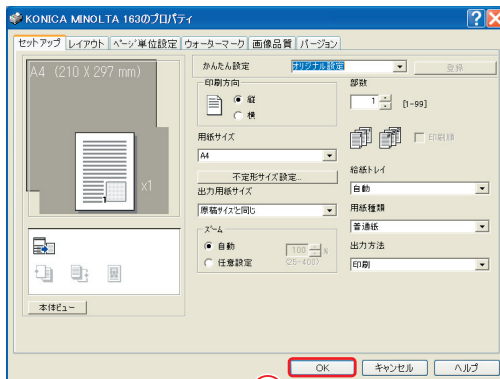 KONICA MINOLTA 163のプロパティ
セットアップ レイアウト ページ単位設定 ウォーターマーク 画像品質 バージョン
A4 (210 X 297 mm)
1
x1
本体ビュー
かんたん設定 オリジナル設定 登録
印刷方向
縦
横
用紙サイズ
A4
不定形サイズ設定...
出力用紙サイズ
原稿サイズと同じ
ズーム
自動
任意設定
100 %
(25-400)
部数
1 [1-99]
印刷順
給紙トレイ
自動
用紙種類
普通紙
出力方法
印刷
OK キャンセル ヘルプ